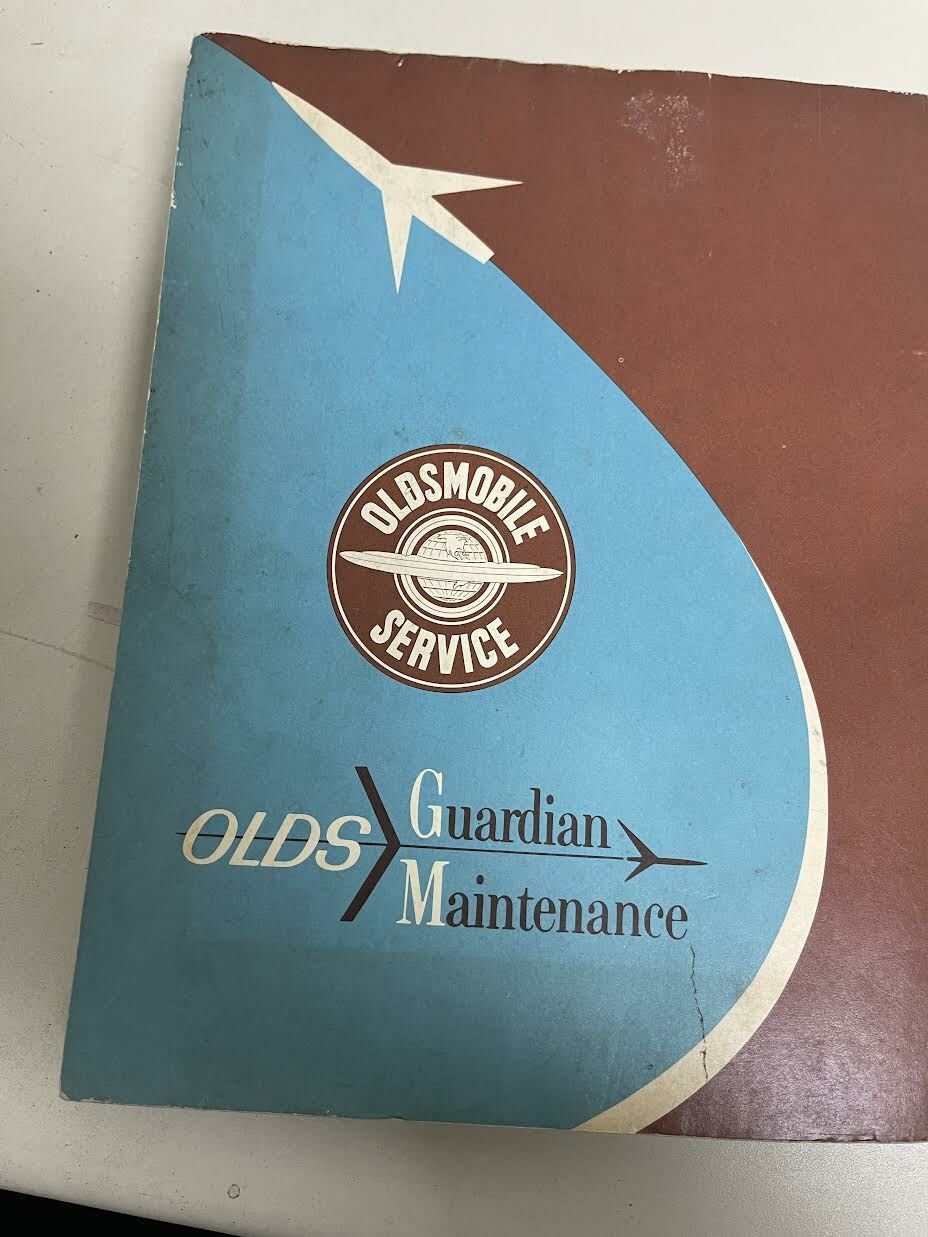 OLDSMOBILE
SERVICE
OLDS
Guardian
Maintenance